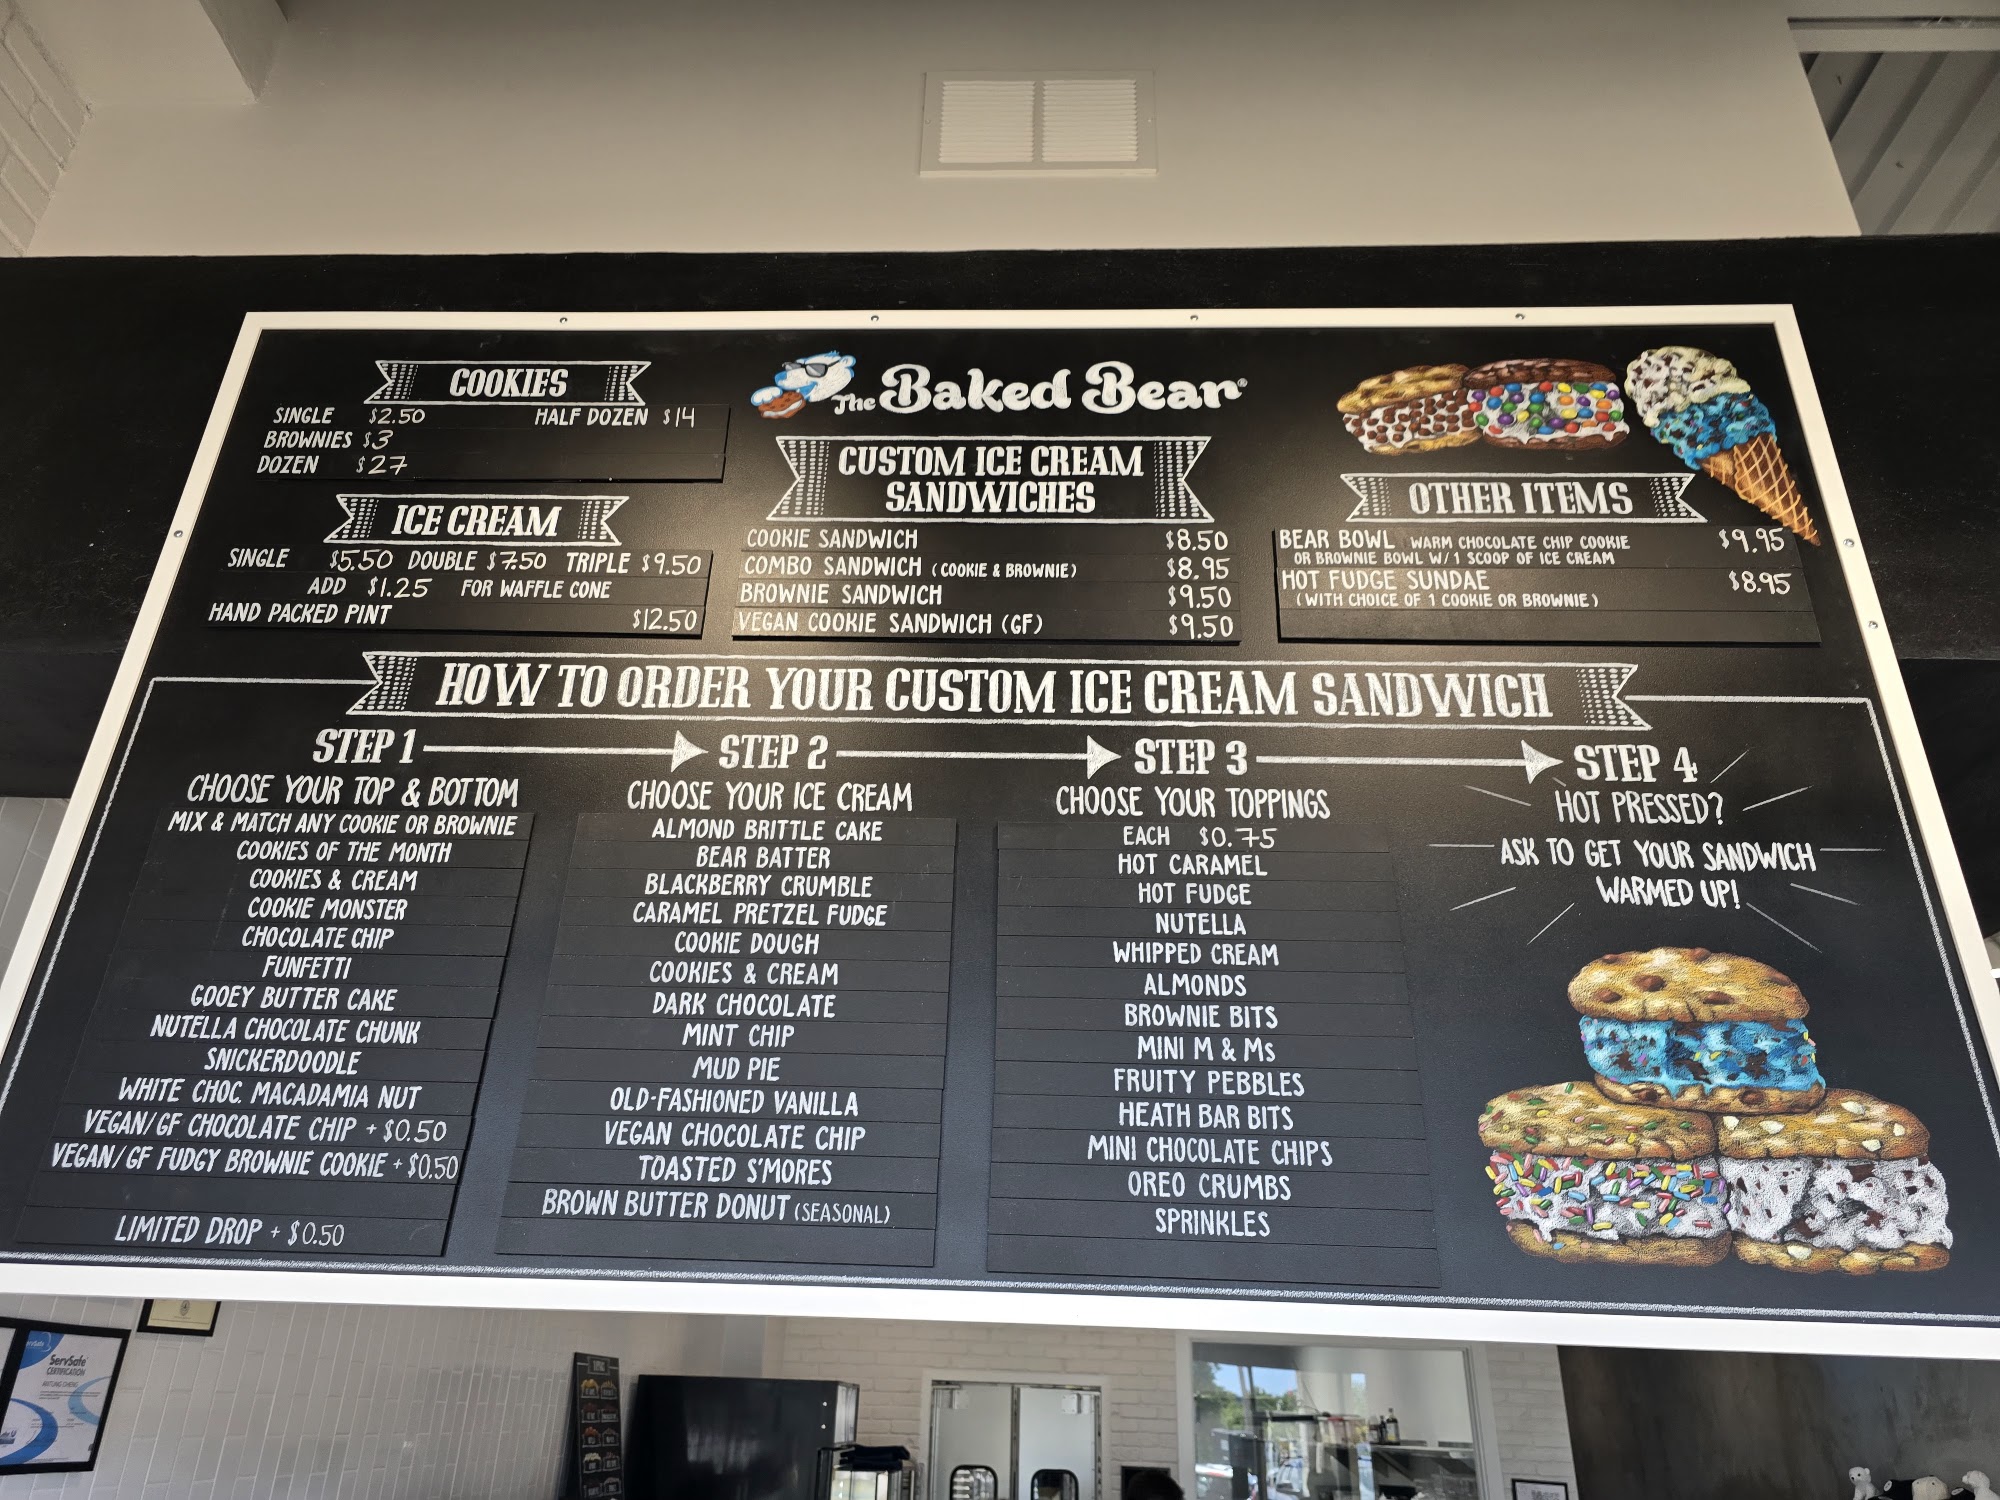 COOKIES
SINGLE $2.50 HALF DOZEN $14
BROWNIES $3
DOZEN $27
ICE CREAM
SINGLE $5.50 DOUBLE $7.50 TRIPLE $9.50
ADD $1.25 FOR WAFFLE CONE
HAND PACKED PINT $12.50
The Baked Bear®
CUSTOM ICE CREAM
SANDWICHES
COOKIE SANDWICH $8.50
COMBO SANDWICH (COOKIE & BROWNIE) $8.95
BROWNIE SANDWICH $9.50
VEGAN COOKIE SANDWICH (GF) $9.50
OTHER ITEMS
BEAR BOWL WARM CHOCOLATE CHIP COOKIE $9.95
OR BROWNIE BOWL W/1 SCOOP OF ICE CREAM
HOT FUDGE SUNDAE $8.95
(WITH CHOICE OF 1 COOKIE OR BROWNIE)
HOW TO ORDER YOUR CUSTOM ICE CREAM SANDWICH
STEP 1
CHOOSE YOUR TOP & BOTTOM
MIX & MATCH ANY COOKIE OR BROWNIE
COOKIES OF THE MONTH
COOKIES & CREAM
COOKIE MONSTER
CHOCOLATE CHIP
FUNFETTI
GOOEY BUTTER CAKE
NUTELLA CHOCOLATE CHUNK
SNICKERDOODLE
WHITE CHOC. MACADAMIA NUT
VEGAN/GF CHOCOLATE CHIP + $0.50
VEGAN/GF FUDGY BROWNIE COOKIE + $0.50
LIMITED DROP + $0.50
STEP 2
CHOOSE YOUR ICE CREAM
ALMOND BRITTLE CAKE
BEAR BATTER
BLACKBERRY CRUMBLE
CARAMEL PRETZEL FUDGE
COOKIE DOUGH
COOKIES & CREAM
DARK CHOCOLATE
MINT CHIP
MUD PIE
OLD-FASHIONED VANILLA
VEGAN CHOCOLATE CHIP
TOASTED S'MORES
BROWN BUTTER DONUT (SEASONAL)
STEP 3
CHOOSE YOUR TOPPINGS
EACH $0.75
HOT CARAMEL
HOT FUDGE
NUTELLA
WHIPPED CREAM
ALMONDS
BROWNIE BITS
MINI M & Ms
FRUITY PEBBLES
HEATH BAR BITS
MINI CHOCOLATE CHIPS
OREO CRUMBS
SPRINKLES
STEP 4
HOT PRESSED?
ASK TO GET YOUR SANDWICH
WARMED UP!
ServSafe
CERTIFICATION